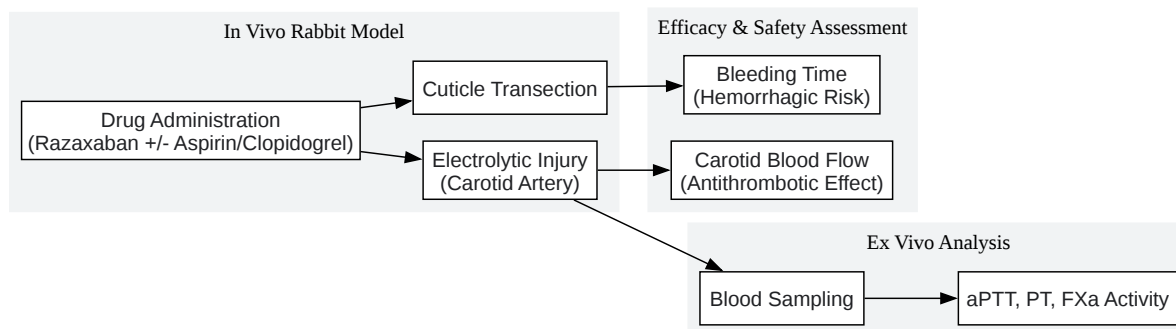 In Vivo Rabbit Model
Drug Administration
(Razaxaban +/- Aspirin/Clopidogrel)
Cuticle Transection
Electrolytic Injury
(Carotid Artery)
Efficacy & Safety Assessment
Bleeding Time
(Hemorrhagic Risk)
Carotid Blood Flow
(Antithrombotic Effect)
Ex Vivo Analysis
Blood Sampling
aPTT, PT, FXa Activity